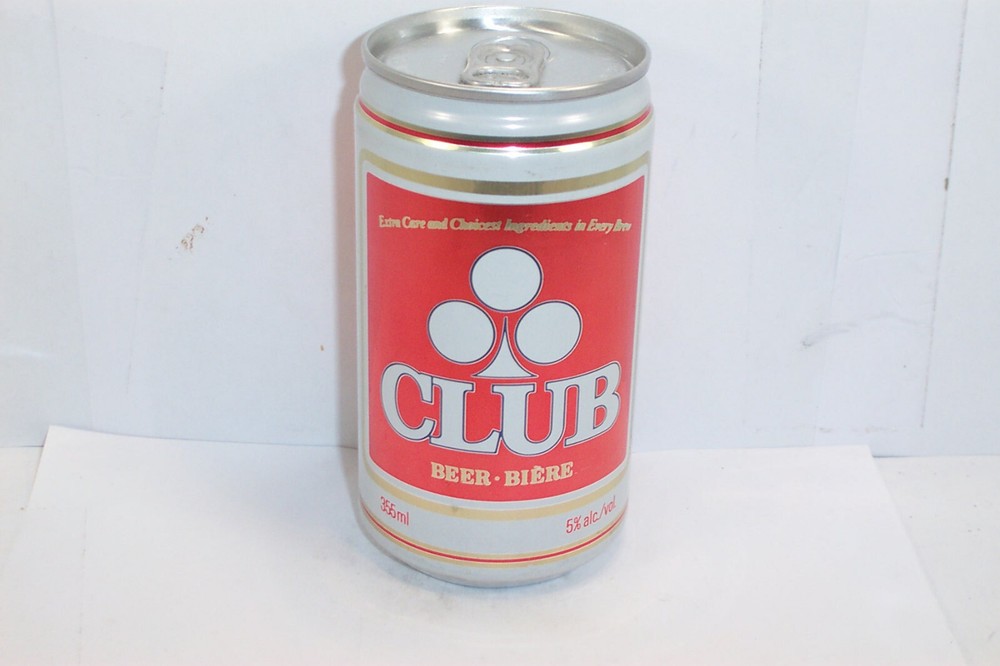 Extra Care and Choicest Ingredients in Every Brew
CLUB
BEER · BIÈRE
355ml
5% alc./vol.